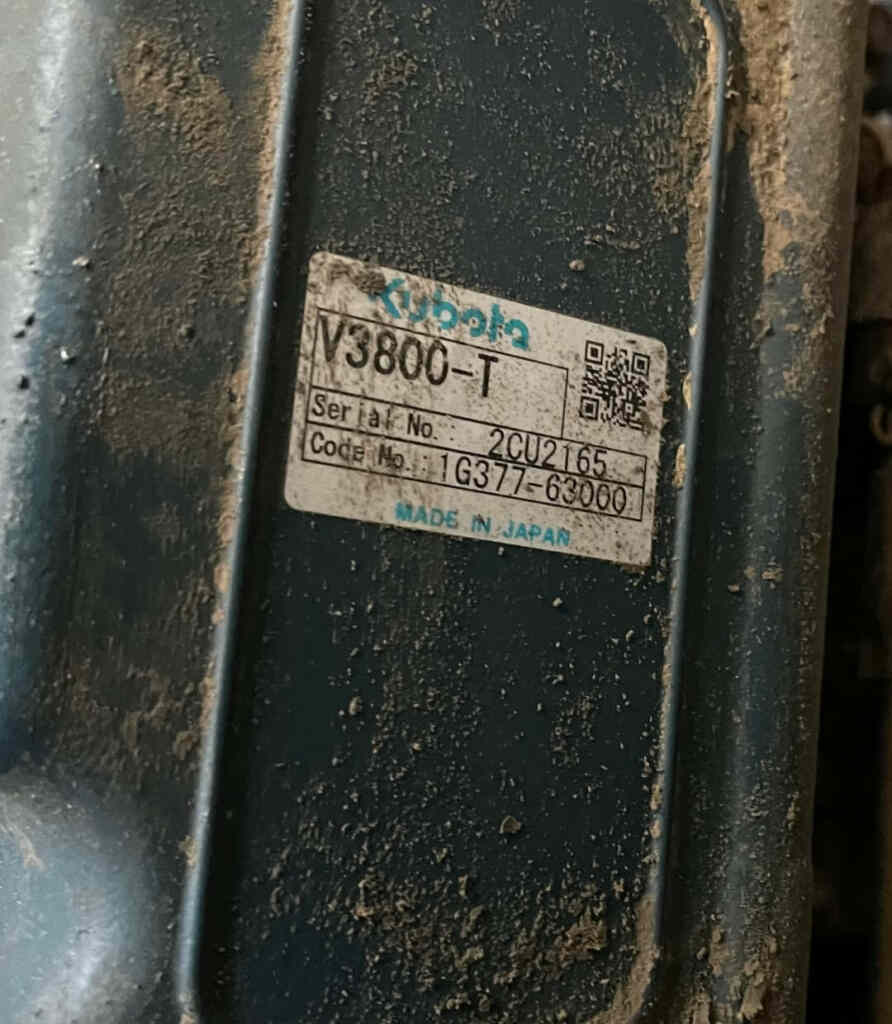 Kubota
V3800-T
Serial No. : 2CU2165
Code No. : 1G377-63000
MADE IN JAPAN